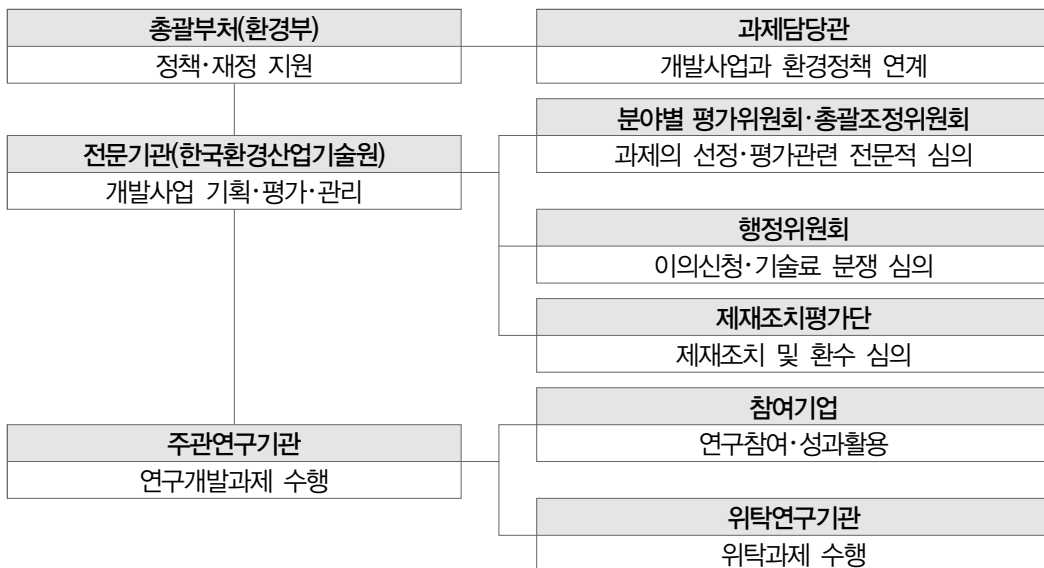 총괄부처(환경부)
정책·재정 지원
과제담당관
개발사업과 환경정책 연계
분야별 평가위원회·총괄조정위원회
과제의 선정·평가관련 전문적 심의
전문기관(한국환경산업기술원)
개발사업 기획·평가·관리
행정위원회
이의신청·기술료 분쟁 심의
제재조치평가단
제재조치 및 환수 심의
참여기업
연구참여·성과활용
주관연구기관
연구개발과제 수행
위탁연구기관
위탁과제 수행